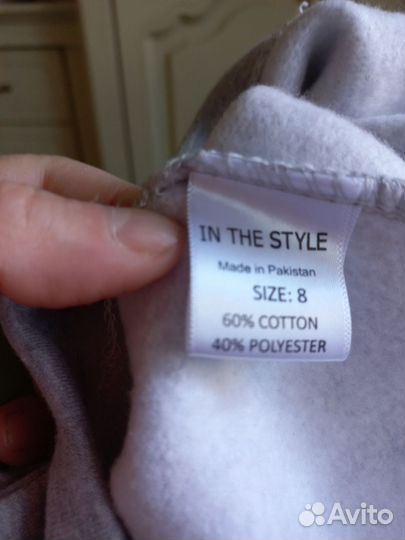 IN THE STYLE
Made in Pakistan
SIZE: 8
60% COTTON
40% POLYESTER
Avito